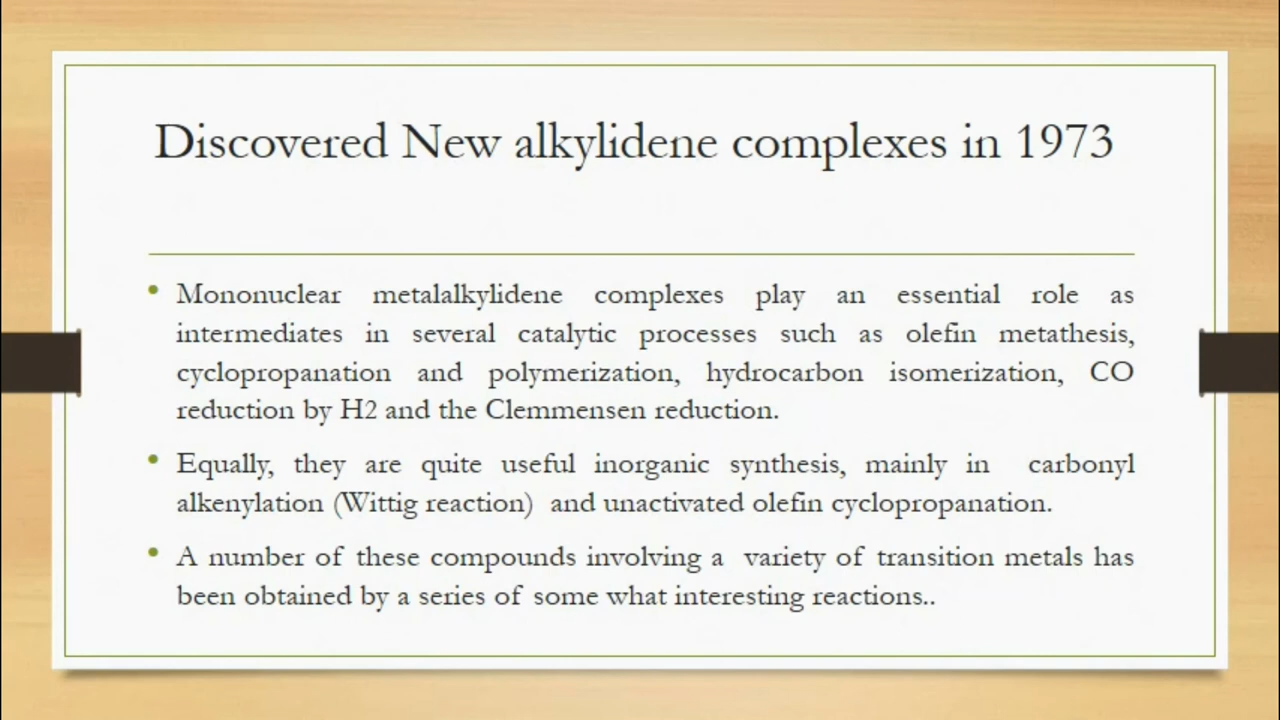 Discovered New alkylidene complexes in 1973
• Mononuclear metalalkylidene complexes play an essential role as
intermediates in several catalytic processes such as olefin metathesis,
cyclopropanation and polymerization, hydrocarbon isomerization, CO
reduction by H2 and the Clemmensen reduction.
• Equally, they are quite useful inorganic synthesis, mainly in carbonyl
alkenylation (Wittig reaction) and unactivated olefin cyclopropanation.
• A number of these compounds involving a variety of transition metals has
been obtained by a series of some what interesting reactions..